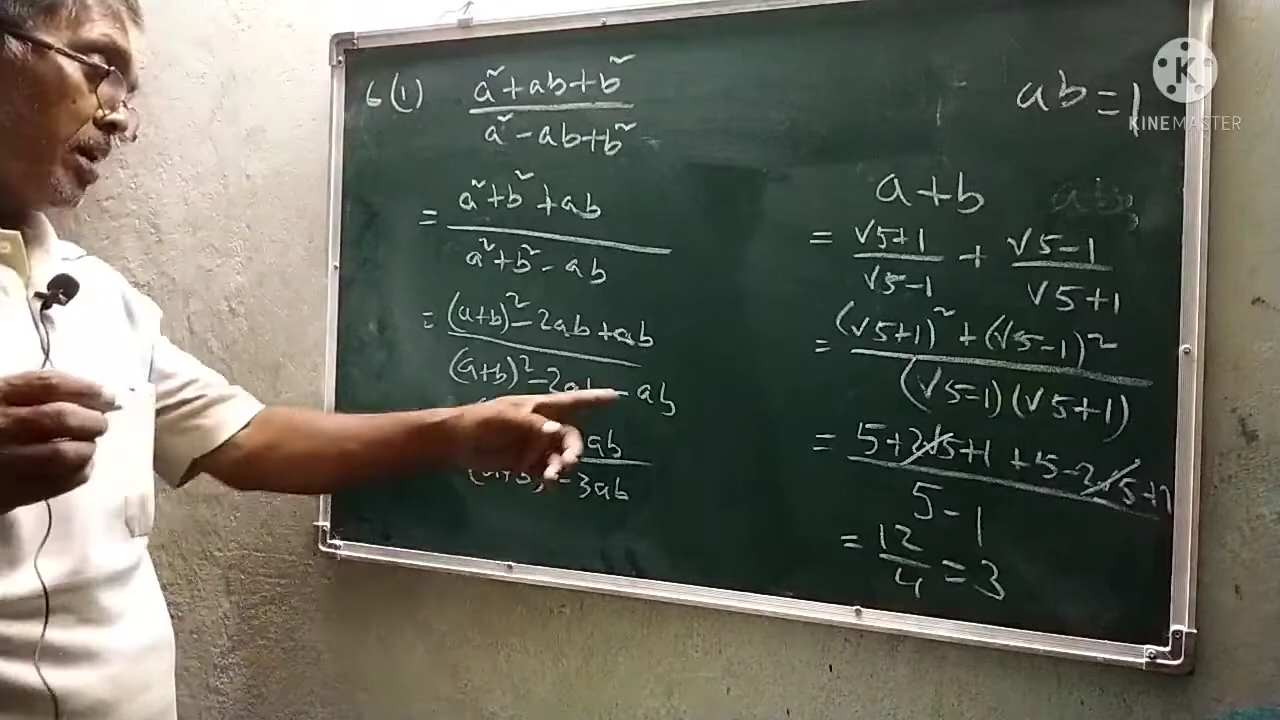 6(1) a²+ab+b² / a²-ab+b²
= a²+b²+ab / a²+b²-ab
= (a+b)²-2ab+ab / (a+b)²-2ab-ab
ab / -3ab
ab=1
a+b
= √5+1 / √5-1 + √5-1 / √5+1
= (√5+1)²+(√5-1)² / (√5-1)(√5+1)
= 5+2√5+1+5-2√5+1 / 5-1
= 12/4 = 3
KINEMASTER